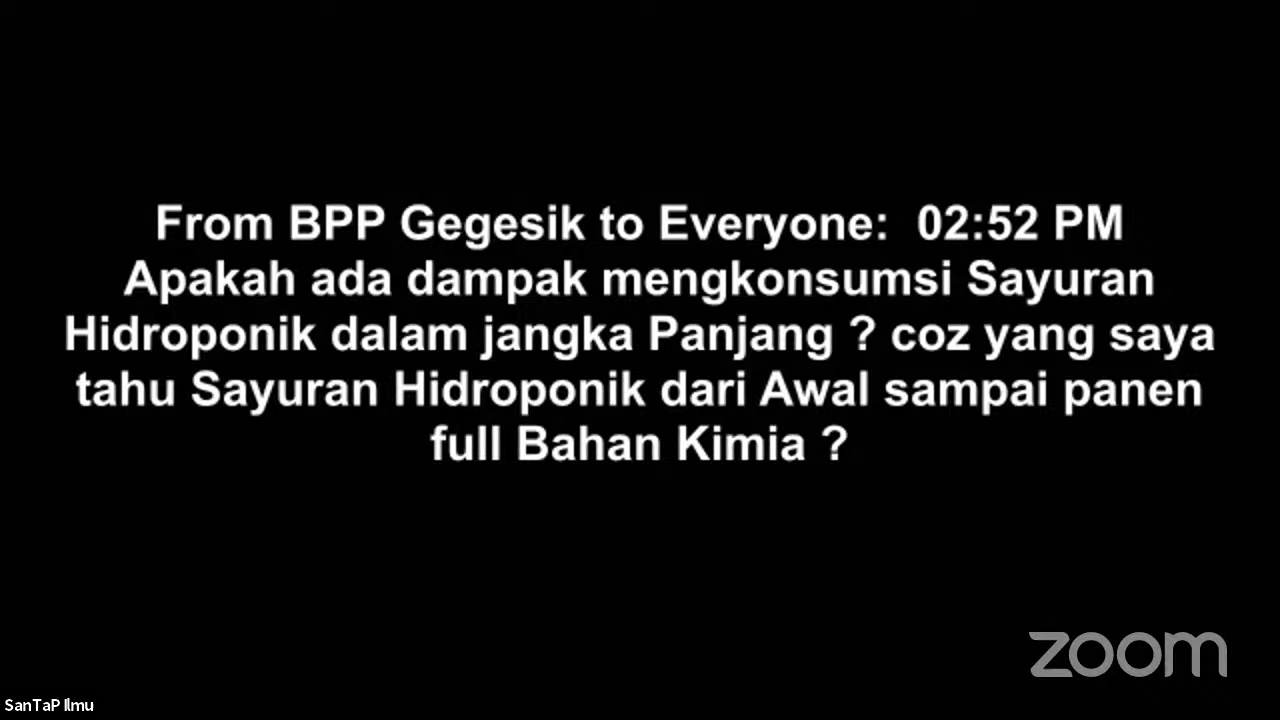 From BPP Gegesik to Everyone:  02:52 PM
Apakah ada dampak mengkonsumsi Sayuran
Hidroponik dalam jangka Panjang ? coz yang saya
tahu Sayuran Hidroponik dari Awal sampai panen
full Bahan Kimia ?
zoom
SanTaP Ilmu